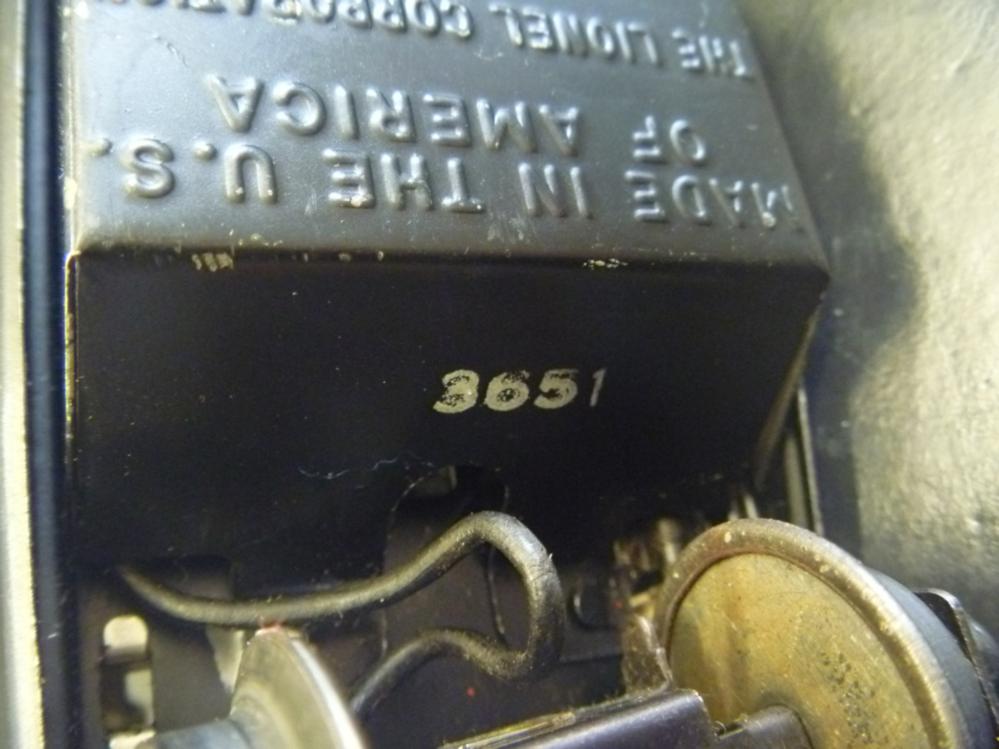 MADE IN THE U.S.
OF AMERICA
THE LIONEL CORPORATION
3651